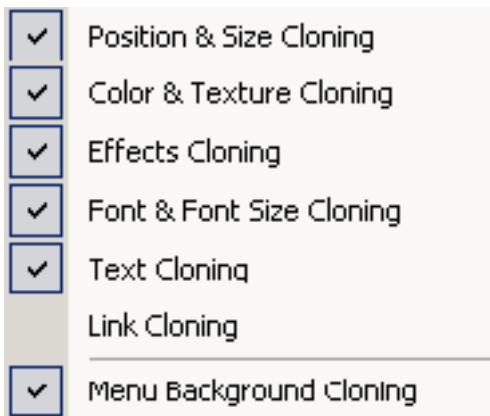 Position & Size Cloning
Color & Texture Cloning
Effects Cloning
Font & Font Size Cloning
Text Cloning
Link Cloning
Menu Background Cloning